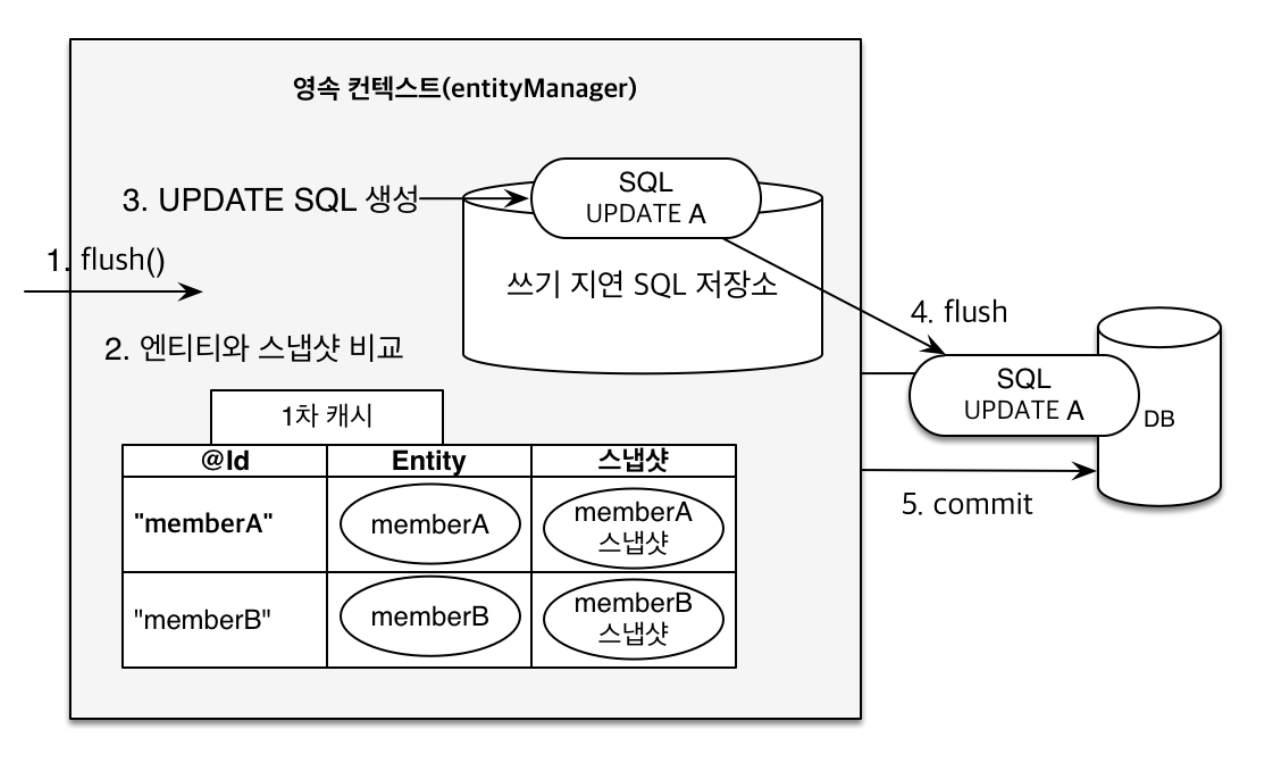 영속 컨텍스트(entityManager)
3. UPDATE SQL 생성
SQL
UPDATE A
1. flush()
쓰기 지연 SQL 저장소
2. 엔티티와 스냅샷 비교
4. flush
SQL
UPDATE A
DB
5. commit
1차 캐시
@Id Entity 스냅샷
"memberA" memberA memberA
스냅샷
"memberB" memberB memberB
스냅샷